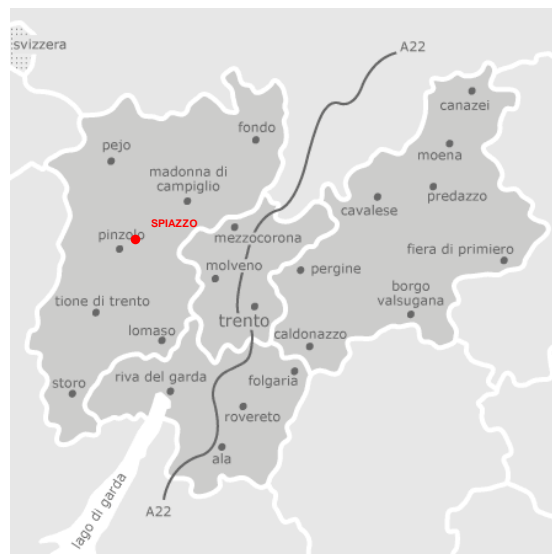 svizzera
A22
canazei
fondo
pejo
moena
madonna di
campiglio
predazzo
cavalese
SPIAZZO
pinzolo
mezzocorona
fiera di primiero
molveno
pergine
borgo
valsugana
tione di trento
trento
lomaso
caldonazzo
storo
riva del garda
folgaria
rovereto
ala
lago di garda
A22